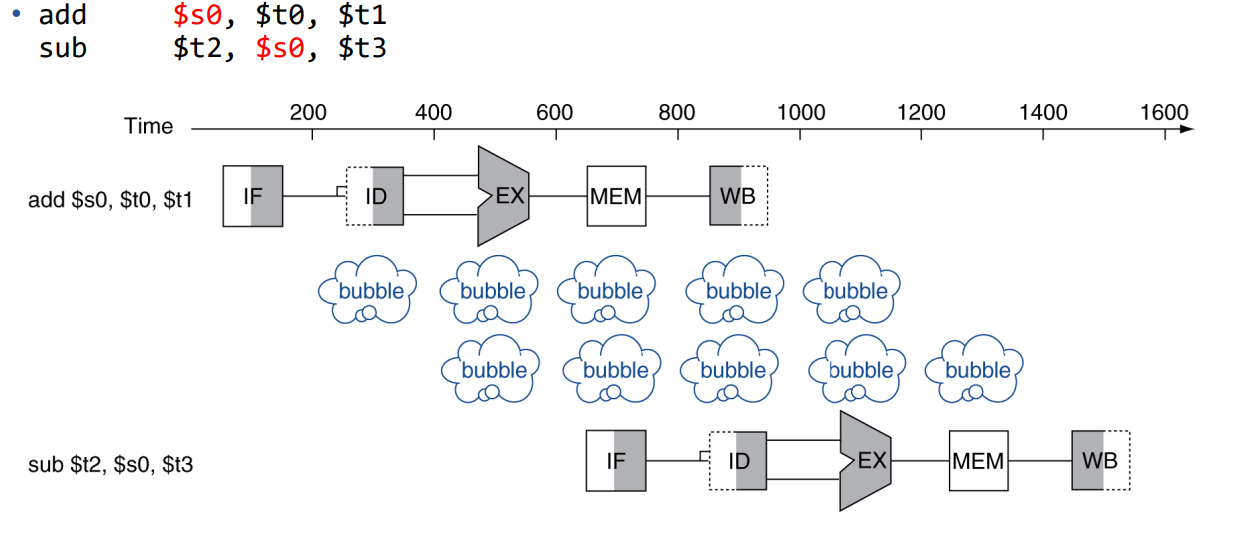 • add $s0, $t0, $t1
sub $t2, $s0, $t3
200 400 600 800 1000 1200 1400 1600
Time
add $s0, $t0, $t1 IF ID EX MEM WB
bubble bubble bubble bubble bubble
bubble bubble bubble bubble bubble
sub $t2, $s0, $t3 IF ID EX MEM WB